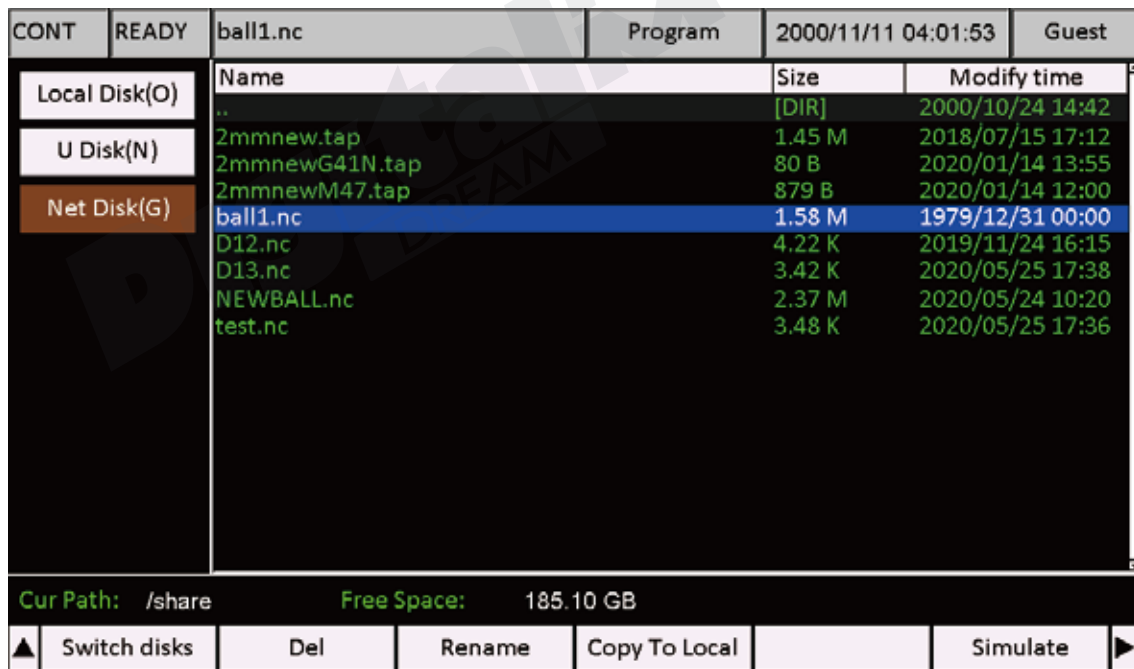 CONT READY ball1.nc Program 2000/11/11 04:01:53 Guest
Local Disk(O)
U Disk(N)
Net Disk(G)
Name Size Modify time
.. [DIR] 2000/10/24 14:42
2mmnew.tap 1.45 M 2018/07/15 17:12
2mmnewG41N.tap 80 B 2020/01/14 13:55
2mmnewM47.tap 879 B 2020/01/14 12:00
ball1.nc 1.58 M 1979/12/31 00:00
D12.nc 4.22 K 2019/11/24 16:15
D13.nc 3.42 K 2020/05/25 17:38
NEWBALL.nc 2.37 M 2020/05/24 10:20
test.nc 3.48 K 2020/05/25 17:36
Cur Path: /share Free Space: 185.10 GB
▲ Switch disks Del Rename Copy To Local Simulate ▶